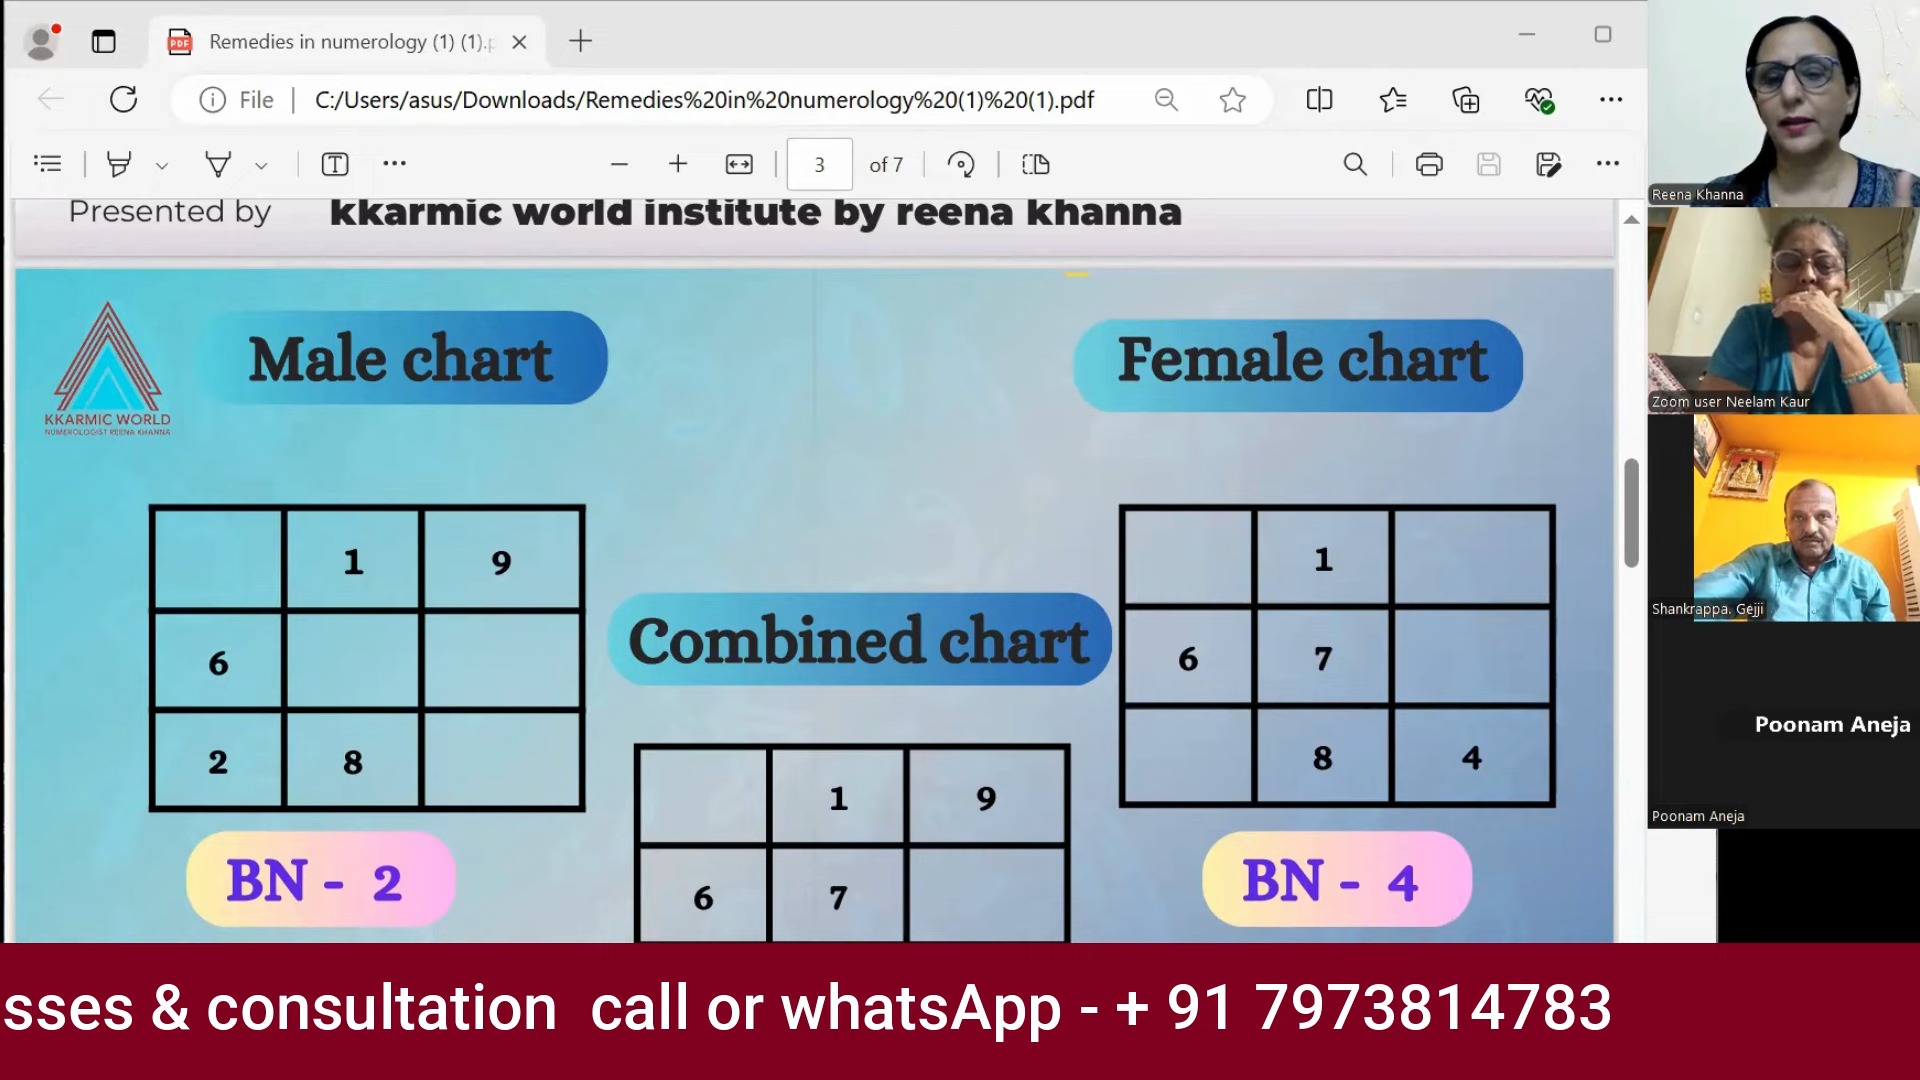 Remedies in numerology (1) (1).p
File
C:/Users/asus/Downloads/Remedies%20in%20numerology%20(1)%20(1).pdf
3 of 7
Presented by kkarmic world institute by reena khanna
KKARMIC WORLD
NUMEROLOGIST REENA KHANNA
Male chart
Female chart
1 9
6
2 8
BN - 2
Combined chart
1 9
6 7
1
6 7
8 4
BN - 4
Reena Khanna
Zoom user Neelam Kaur
Shankrappa. Gejji
Poonam Aneja
Poonam Aneja
sses & consultation call or whatsApp - + 91 7973814783